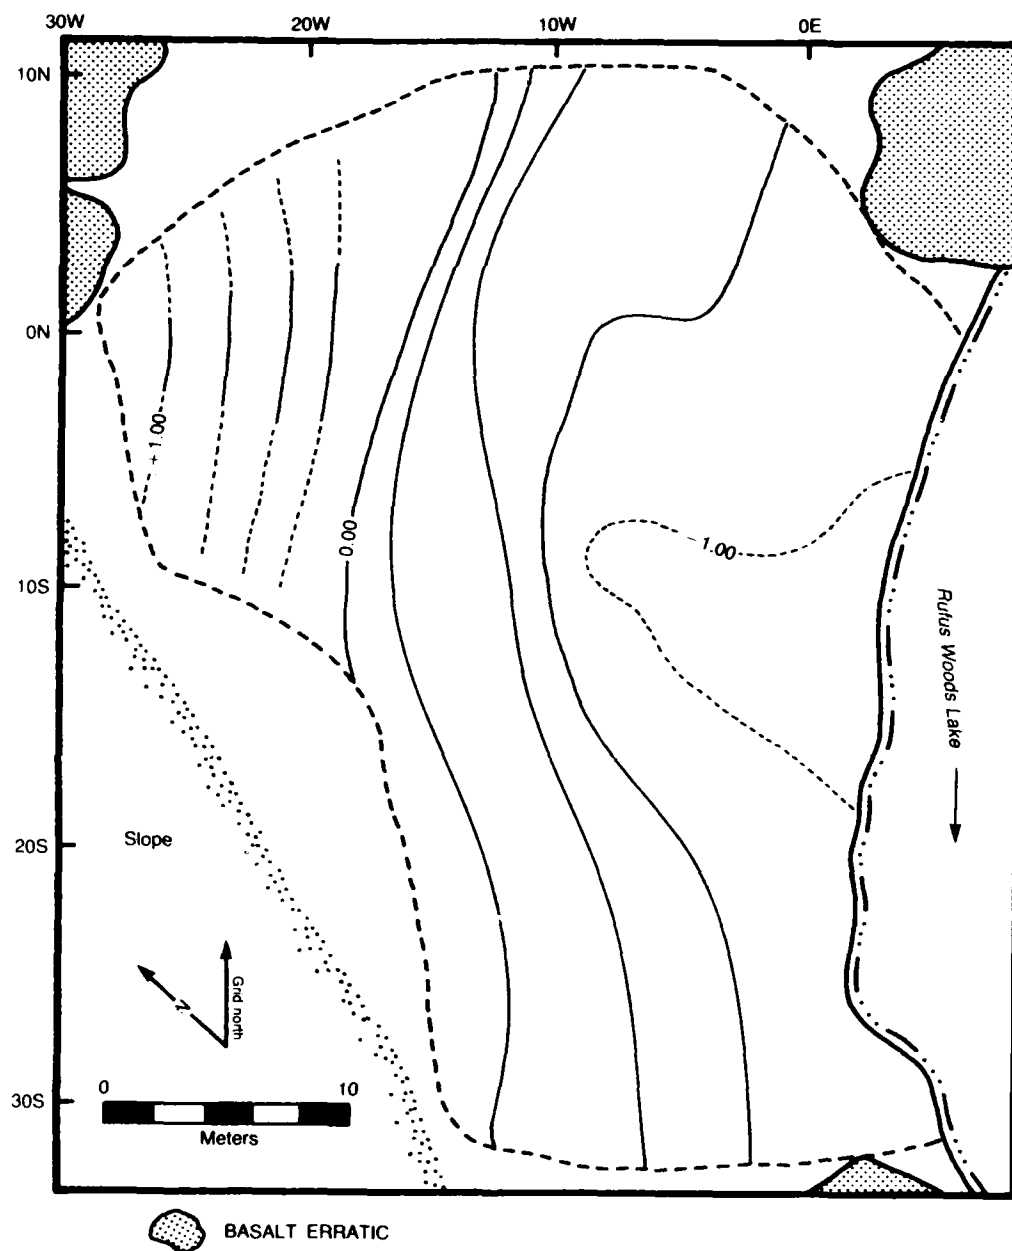 30W 20W 10W 0E
10N
0N
+ 1.00
0.00
- 1.00
10S
Rufus Woods Lake
20S
Slope
N
Grid north
30S
0 10
Meters
BASALT ERRATIC